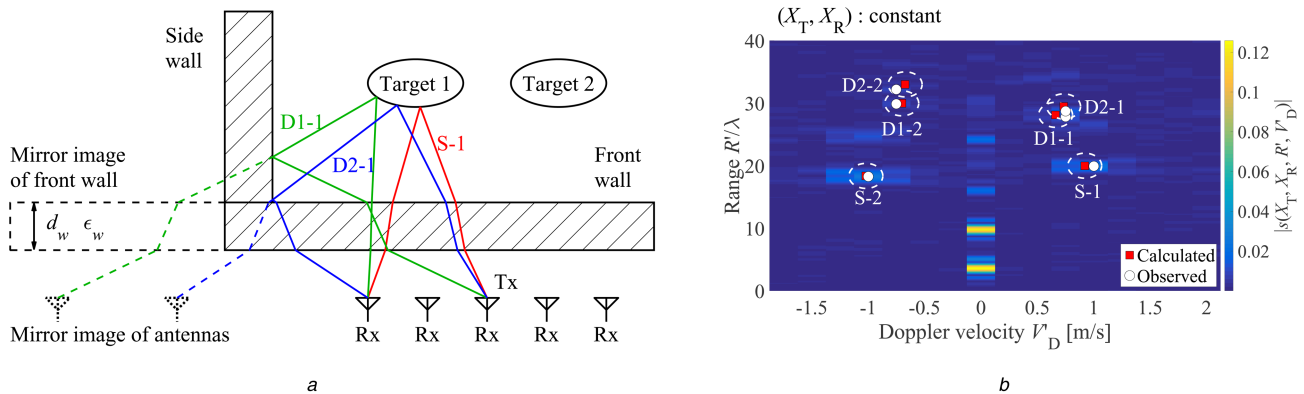 Side
wall
Target 1
Target 2
D1-1
D2-1
S-1
Mirror image
of front wall
Front
wall
d_w ϵ_w
Tx
Mirror image of antennas
Rx Rx Rx Rx Rx
a
(X_T, X_R) : constant
40
30
20
10
0
Range R'/λ
D2-2
D1-2
S-2
D2-1
D1-1
S-1
Calculated
Observed
-1.5 -1 -0.5 0 0.5 1 1.5 2
Doppler velocity V'_D [m/s]
0.12
0.1
0.08
0.06
0.04
0.02
|s(X_T, X_R, R', V'_D)|
b